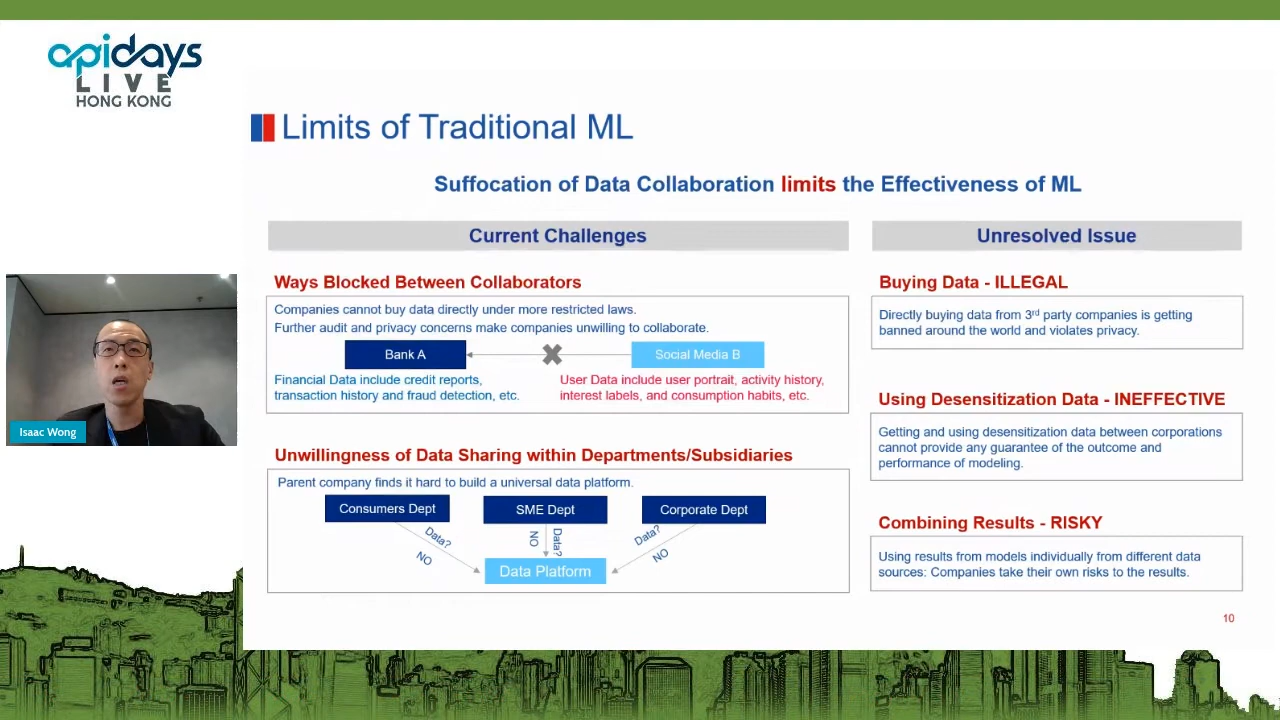 apidays
LIVE
HONG KONG
Limits of Traditional ML
Suffocation of Data Collaboration limits the Effectiveness of ML
Current Challenges
Ways Blocked Between Collaborators
Companies cannot buy data directly under more restricted laws.
Further audit and privacy concerns make companies unwilling to collaborate.
Bank A
Social Media B
Financial Data include credit reports,
transaction history and fraud detection, etc.
User Data include user portrait, activity history,
interest labels, and consumption habits, etc.
Unwillingness of Data Sharing within Departments/Subsidiaries
Parent company finds it hard to build a universal data platform.
Consumers Dept
SME Dept
Corporate Dept
Data?
NO
NO
Data?
Data?
NO
Data Platform
Unresolved Issue
Buying Data - ILLEGAL
Directly buying data from 3rd party companies is getting
banned around the world and violates privacy.
Using Desensitization Data - INEFFECTIVE
Getting and using desensitization data between corporations
cannot provide any guarantee of the outcome and
performance of modeling.
Combining Results - RISKY
Using results from models individually from different data
sources: Companies take their own risks to the results.
10
Isaac Wong